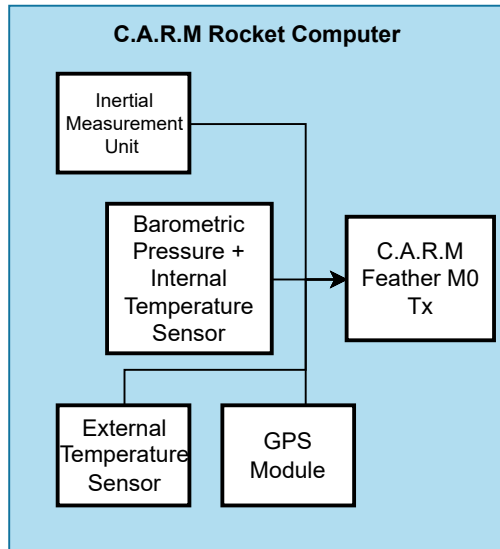 C.A.R.M Rocket Computer
Inertial
Measurement
Unit
Barometric
Pressure +
Internal
Temperature
Sensor
C.A.R.M
Feather M0
Tx
External
Temperature
Sensor
GPS
Module